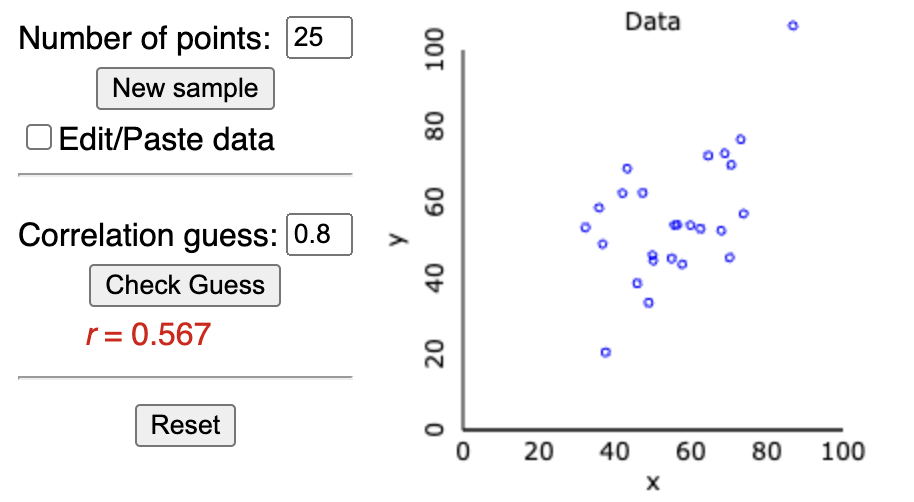 Number of points: 25
New sample
Edit/Paste data
Correlation guess: 0.8
Check Guess
r = 0.567
Reset
Data
100
80
60
40
20
0
y
0 20 40 60 80 100
x